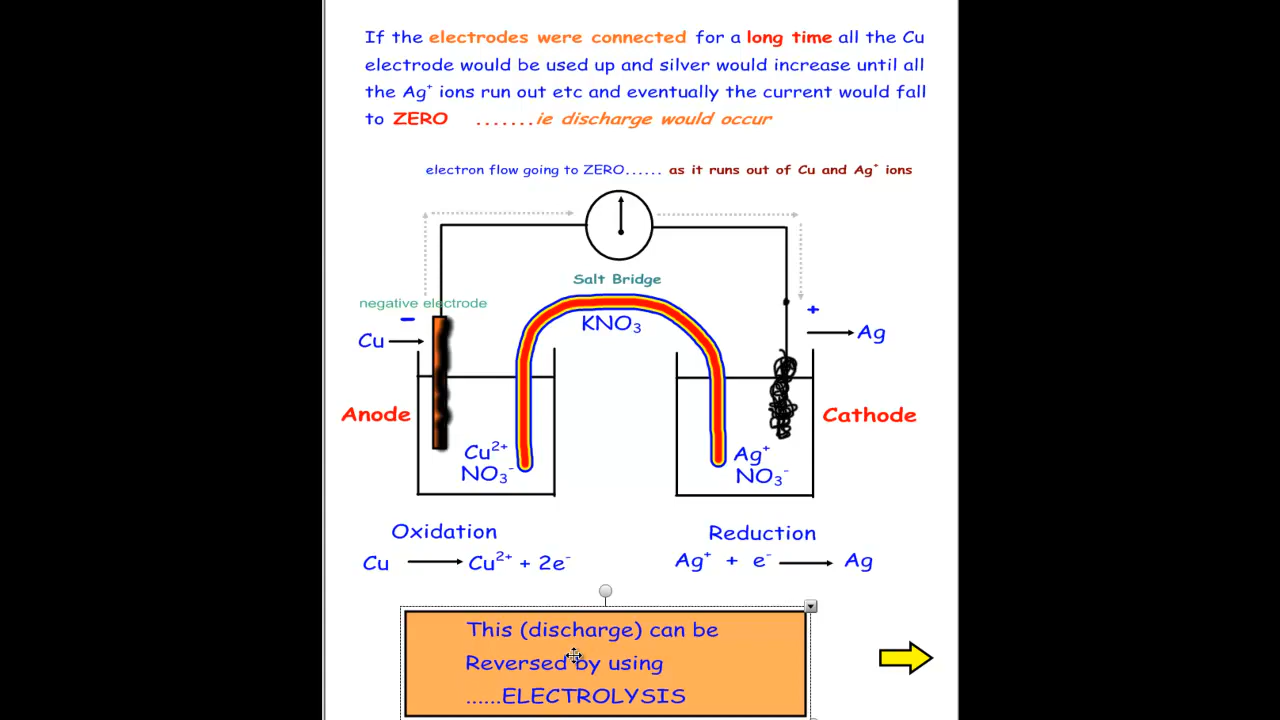 If the electrodes were connected for a long time all the Cu
electrode would be used up and silver would increase until all
the Ag⁺ ions run out etc and eventually the current would fall
to ZERO .......ie discharge would occur
electron flow going to ZERO...... as it runs out of Cu and Ag⁺ ions
Salt Bridge
KNO₃
negative electrode
−
+
Cu
Ag
Anode
Cathode
Cu²⁺
NO₃⁻
Ag⁺
NO₃⁻
Oxidation
Reduction
Cu ⟶ Cu²⁺ + 2e⁻
Ag⁺ + e⁻ ⟶ Ag
This (discharge) can be
Reversed by using
......ELECTROLYSIS